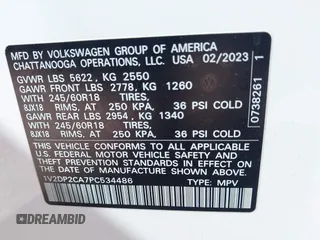 MFD BY VOLKSWAGEN GROUP OF AMERICA
CHATTANOOGA OPERATIONS, LLC. USA 02/2023
GVWR LBS 5622, KG 2550
GAWR FRONT LBS 2778, KG 1260
WITH 245/60R18 TIRES,
8JX18 RIMS, AT 250 KPA, 36 PSI COLD
GAWR REAR LBS 2954, KG 1340
WITH 245/60R18 TIRES,
8JX18 RIMS, AT 250 KPA, 36 PSI COLD
THIS VEHICLE CONFORMS TO ALL APPLICABLE
U.S. FEDERAL MOTOR VEHICLE SAFETY AND
THEFT PREVENTION STANDARDS IN EFFECT
ON THE DATE OF MANUFACTURE SHOWN ABOVE.
1V2DP2CA7PC534486 TYPE: MPV
0738261 1
RIDEBID